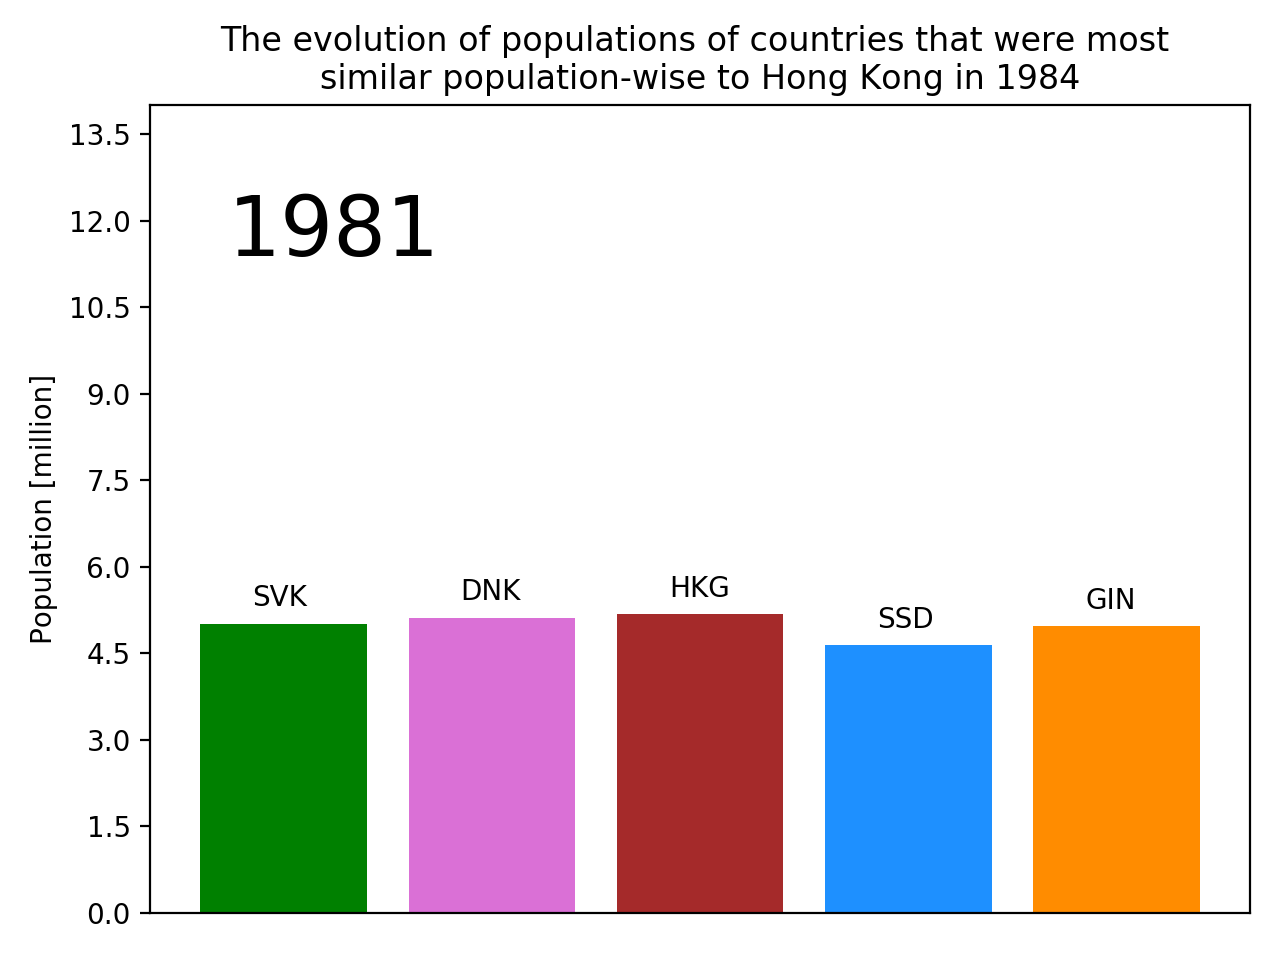 The evolution of populations of countries that were most
similar population-wise to Hong Kong in 1984
13.5
12.0
10.5
9.0
7.5
6.0
4.5
3.0
1.5
0.0
Population [million]
1981
SVK
DNK
HKG
SSD
GIN